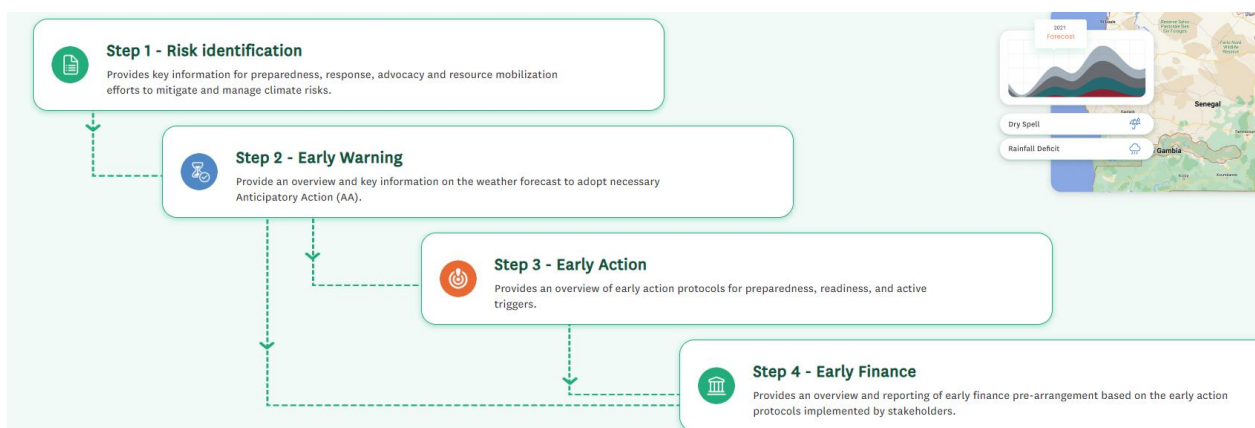 Step 1 - Risk identification
Provides key information for preparedness, response, advocacy and resource mobilization
efforts to mitigate and manage climate risks.
2021
Forecast
Dry Spell
Rainfall Deficit
Senegal
Gambia
Step 2 - Early Warning
Provide an overview and key information on the weather forecast to adopt necessary
Anticipatory Action (AA).
Step 3 - Early Action
Provides an overview of early action protocols for preparedness, readiness, and active
triggers.
Step 4 - Early Finance
Provides an overview and reporting of early finance pre-arrangement based on the early action
protocols implemented by stakeholders.